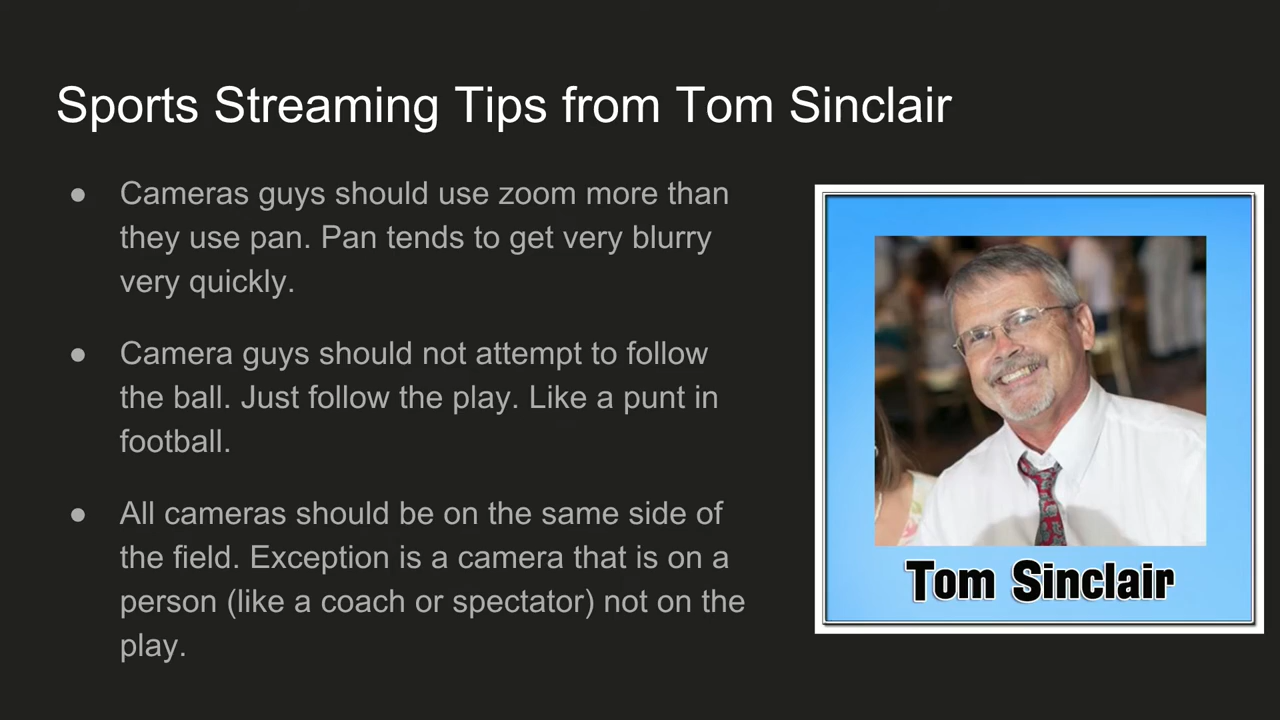 Sports Streaming Tips from Tom Sinclair
● Cameras guys should use zoom more than
they use pan. Pan tends to get very blurry
very quickly.
● Camera guys should not attempt to follow
the ball. Just follow the play. Like a punt in
football.
● All cameras should be on the same side of
the field. Exception is a camera that is on a
person (like a coach or spectator) not on the
play.
Tom Sinclair